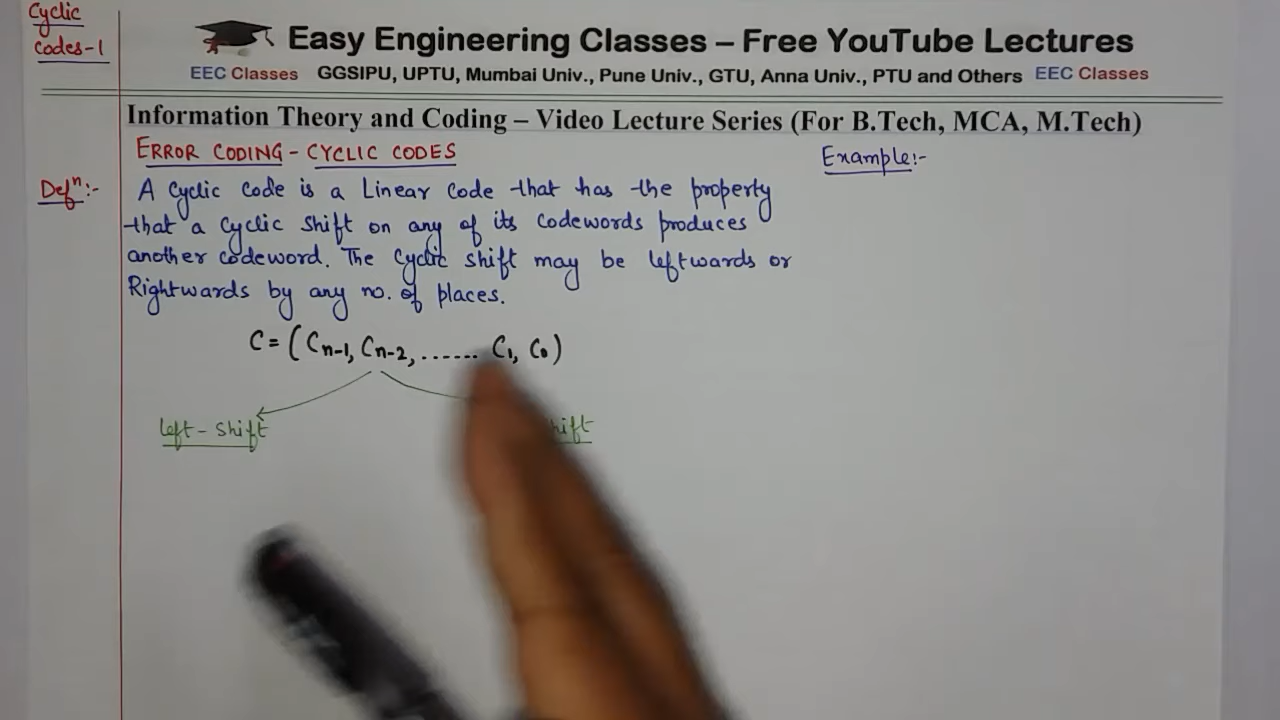 Cyclic
Codes-1
Easy Engineering Classes – Free YouTube Lectures
EEC Classes GGSIPU, UPTU, Mumbai Univ., Pune Univ., GTU, Anna Univ., PTU and Others EEC Classes
Information Theory and Coding – Video Lecture Series (For B.Tech, MCA, M.Tech)
ERROR CODING - CYCLIC CODES
Example:-
Defⁿ:-
A Cyclic Code is a Linear Code that has the property
that a Cyclic Shift on any of its Codewords produces
another codeword. The Cyclic shift may be leftwards or
Rightwards by any no. of places.
C = (Cn-1, Cn-2, ...... C1, C0)
left - Shift